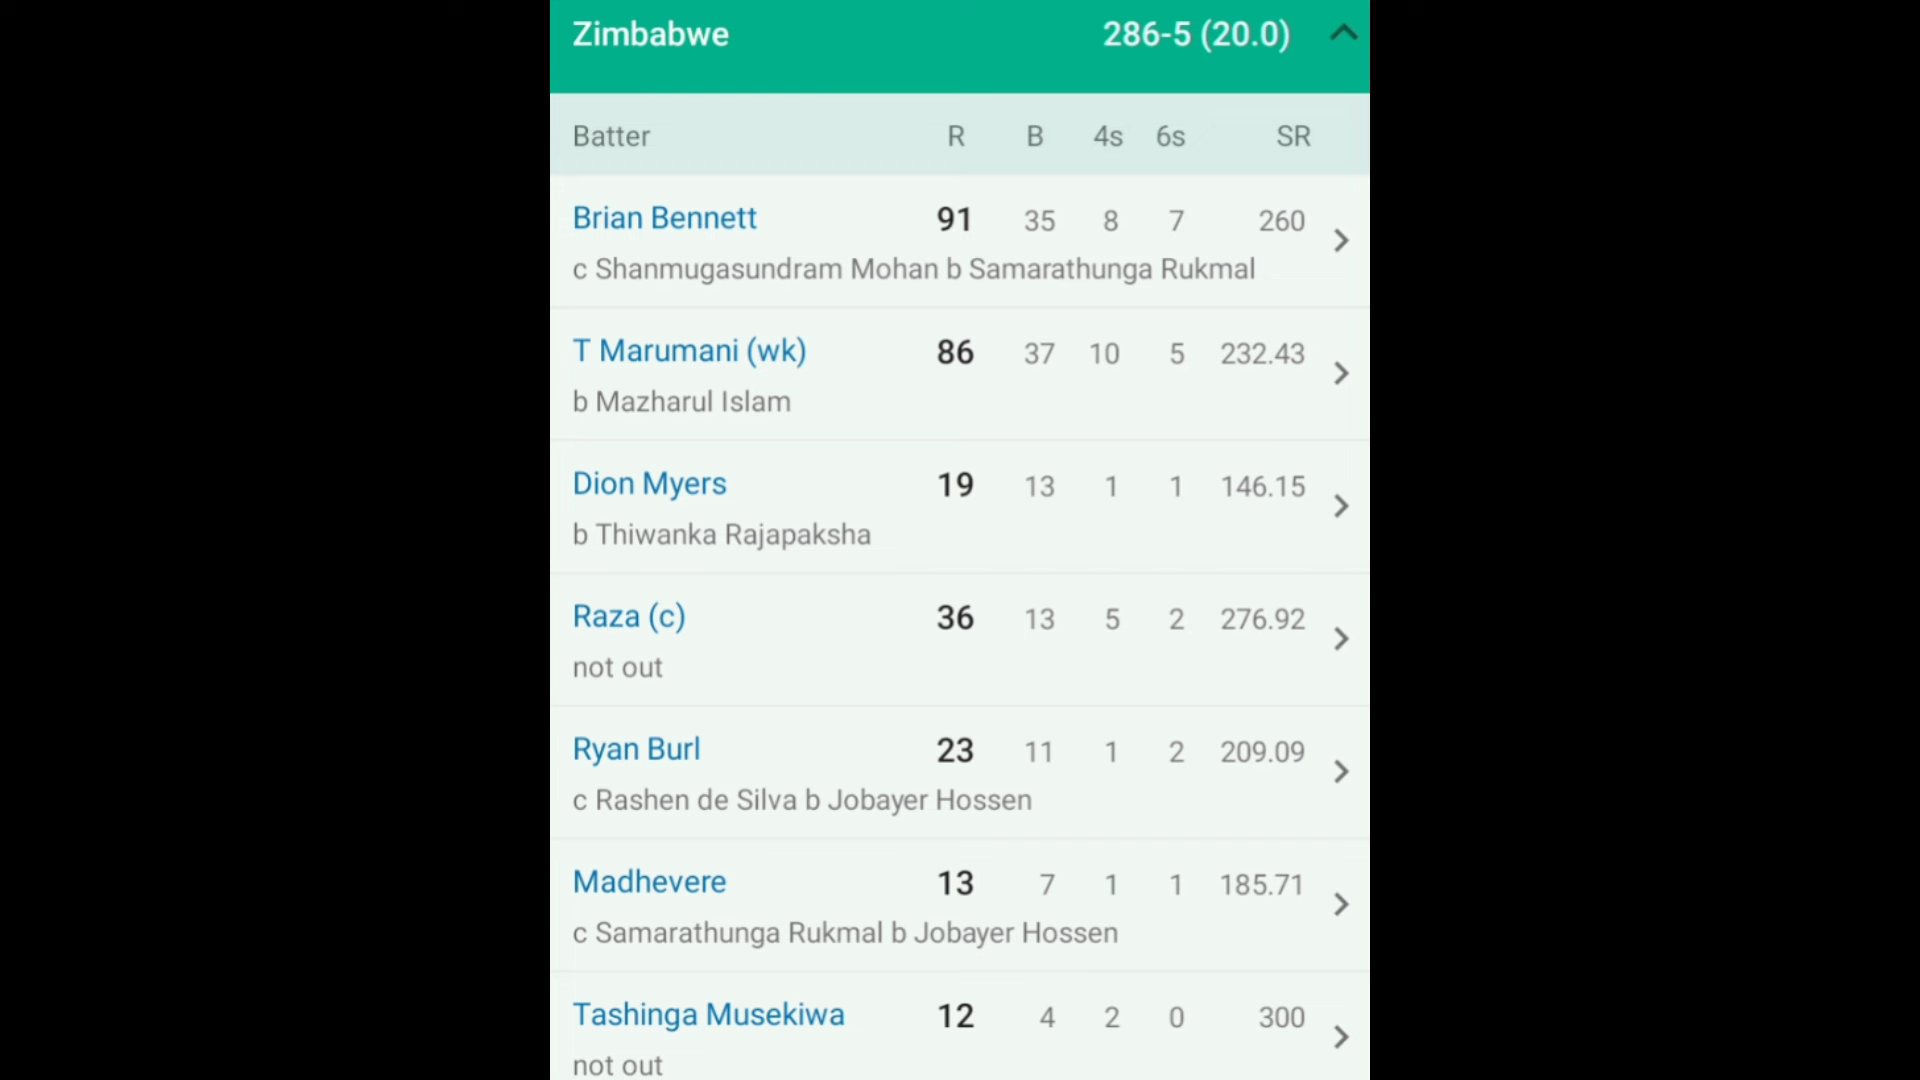 Zimbabwe 286-5 (20.0)
Batter R B 4s 6s SR
Brian Bennett 91 35 8 7 260
c Shanmugasundram Mohan b Samarathunga Rukmal
T Marumani (wk) 86 37 10 5 232.43
b Mazharul Islam
Dion Myers 19 13 1 1 146.15
b Thiwanka Rajapaksha
Raza (c) 36 13 5 2 276.92
not out
Ryan Burl 23 11 1 2 209.09
c Rashen de Silva b Jobayer Hossen
Madhevere 13 7 1 1 185.71
c Samarathunga Rukmal b Jobayer Hossen
Tashinga Musekiwa 12 4 2 0 300
not out